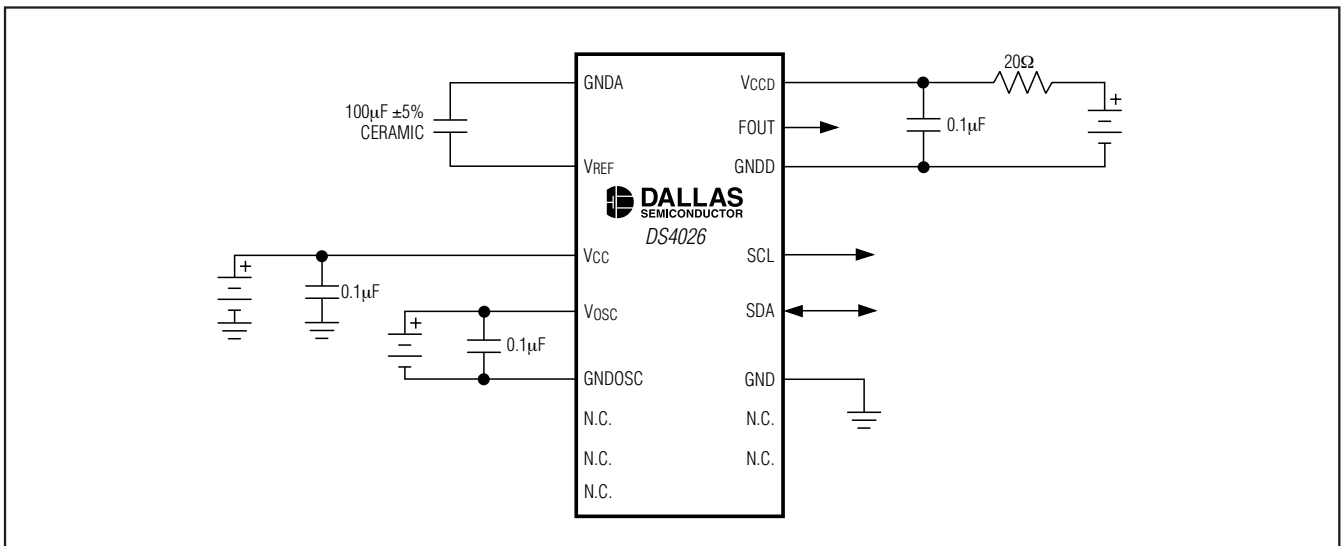 GNDA
100μF ±5%
CERAMIC
VREF
VCC
+
0.1μF
VOSC
+
0.1μF
GNDOSC
N.C.
N.C.
N.C.
DALLAS
SEMICONDUCTOR
DS4026
VCCD
20Ω
+
FOUT
0.1μF
GNDD
SCL
SDA
GND
N.C.
N.C.